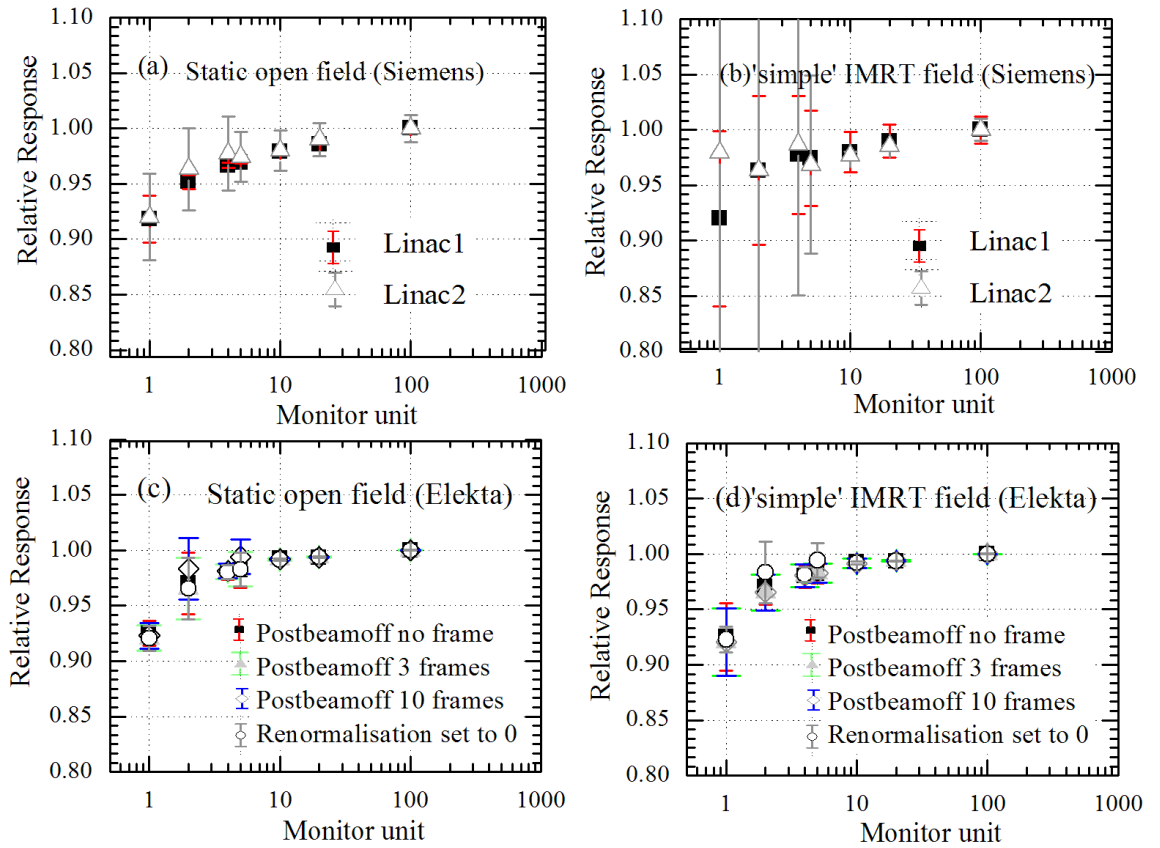 1.10
1.05
1.00
0.95
0.90
0.85
0.80
Relative Response
(a)
Static open field (Siemens)
Linac1
Linac2
1
10
100
1000
Monitor unit
1.10
1.05
1.00
0.95
0.90
0.85
0.80
Relative Response
(b)'simple' IMRT field (Siemens)
Linac1
Linac2
1
10
100
1000
Monitor unit
1.10
1.05
1.00
0.95
0.90
0.85
0.80
Relative Response
(c)
Static open field (Elekta)
Postbeamoff no frame
Postbeamoff 3 frames
Postbeamoff 10 frames
Renormalisation set to 0
1
10
100
1000
Monitor unit
1.10
1.05
1.00
0.95
0.90
0.85
0.80
Relative Response
(d)'simple' IMRT field (Elekta)
Postbeamoff no frame
Postbeamoff 3 frames
Postbeamoff 10 frames
Renormalisation set to 0
1
10
100
1000
Monitor unit